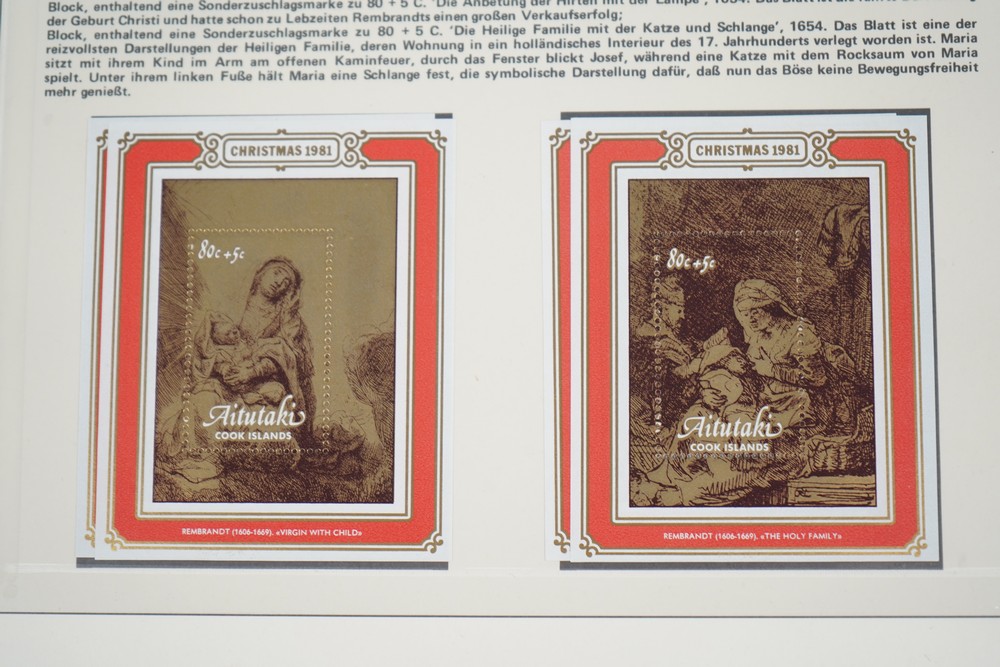 Block, enthaltend eine Sonderzuschlagsmarke zu 80 + 5 C. 'Die Anbetung der Hirten mit der Lampe', 1654. Das Blatt ist
der Geburt Christi und hatte schon zu Lebzeiten Rembrandts einen großen Verkaufserfolg;
Block, enthaltend eine Sonderzuschlagsmarke zu 80 + 5 C. 'Die Heilige Familie mit der Katze und Schlange', 1654. Das Blatt ist eine der
reizvollsten Darstellungen der Heiligen Familie, deren Wohnung in ein holländisches Interieur des 17. Jahrhunderts verlegt worden ist. Maria
sitzt mit ihrem Kind im Arm am offenen Kaminfeuer, durch das Fenster blickt Josef, während eine Katze mit dem Rocksaum von Maria
spielt. Unter ihrem linken Fuße hält Maria eine Schlange fest, die symbolische Darstellung dafür, daß nun das Böse keine Bewegungsfreiheit
mehr genießt.
CHRISTMAS 1981
80c+5c
Aitutaki
COOK ISLANDS
REMBRANDT (1606-1669). «VIRGIN WITH CHILD»
CHRISTMAS 1981
80c+5c
Aitutaki
COOK ISLANDS
REMBRANDT (1606-1669). «THE HOLY FAMILY»